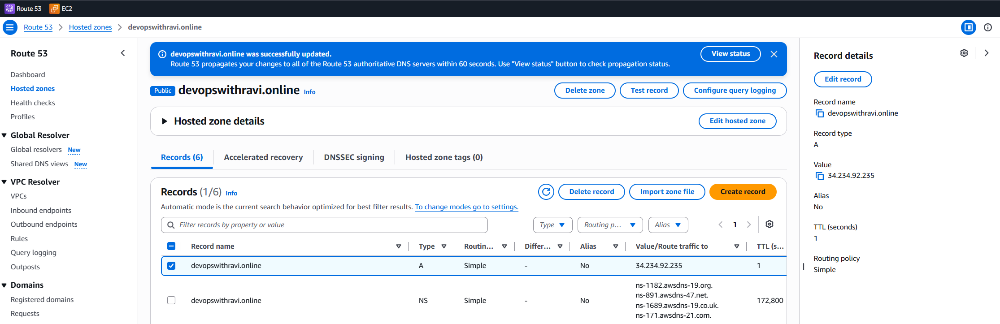 Route 53 EC2
Route 53 Hosted zones devopswithravi.online
Route 53
Dashboard
Hosted zones
Health checks
Profiles
Global Resolver
Global resolvers New
Shared DNS views New
VPC Resolver
VPCs
Inbound endpoints
Outbound endpoints
Rules
Query logging
Outposts
Domains
Registered domains
Requests
devopswithravi.online was successfully updated.
Route 53 propagates your changes to all of the Route 53 authoritative DNS servers within 60 seconds. Use "View status" button to check propagation status.
View status
Public devopswithravi.online Info
Delete zone Test record Configure query logging
Hosted zone details Edit hosted zone
Records (6) Accelerated recovery DNSSEC signing Hosted zone tags (0)
Records (1/6) Info
Delete record Import zone file Create record
Automatic mode is the current search behavior optimized for best filter results. To change modes go to settings.
Filter records by property or value Type Routing p... Alias 1
Record name Type Routin... Differ... Alias Value/Route traffic to TTL (s...
devopswithravi.online A Simple - No 34.234.92.235 1
devopswithravi.online NS Simple - No
ns-1182.awsdns-19.org.
ns-891.awsdns-47.net.
ns-1689.awsdns-19.co.uk.
ns-171.awsdns-21.com.
172,800
Record details
Edit record
Record name
devopswithravi.online
Record type
A
Value
34.234.92.235
Alias
No
TTL (seconds)
1
Routing policy
Simple